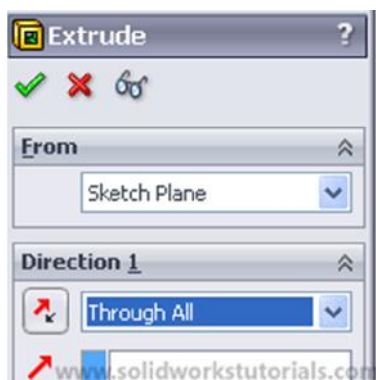 Extrude ?
From
Sketch Plane
Direction 1
Through All
www.solidworkstutorials.com